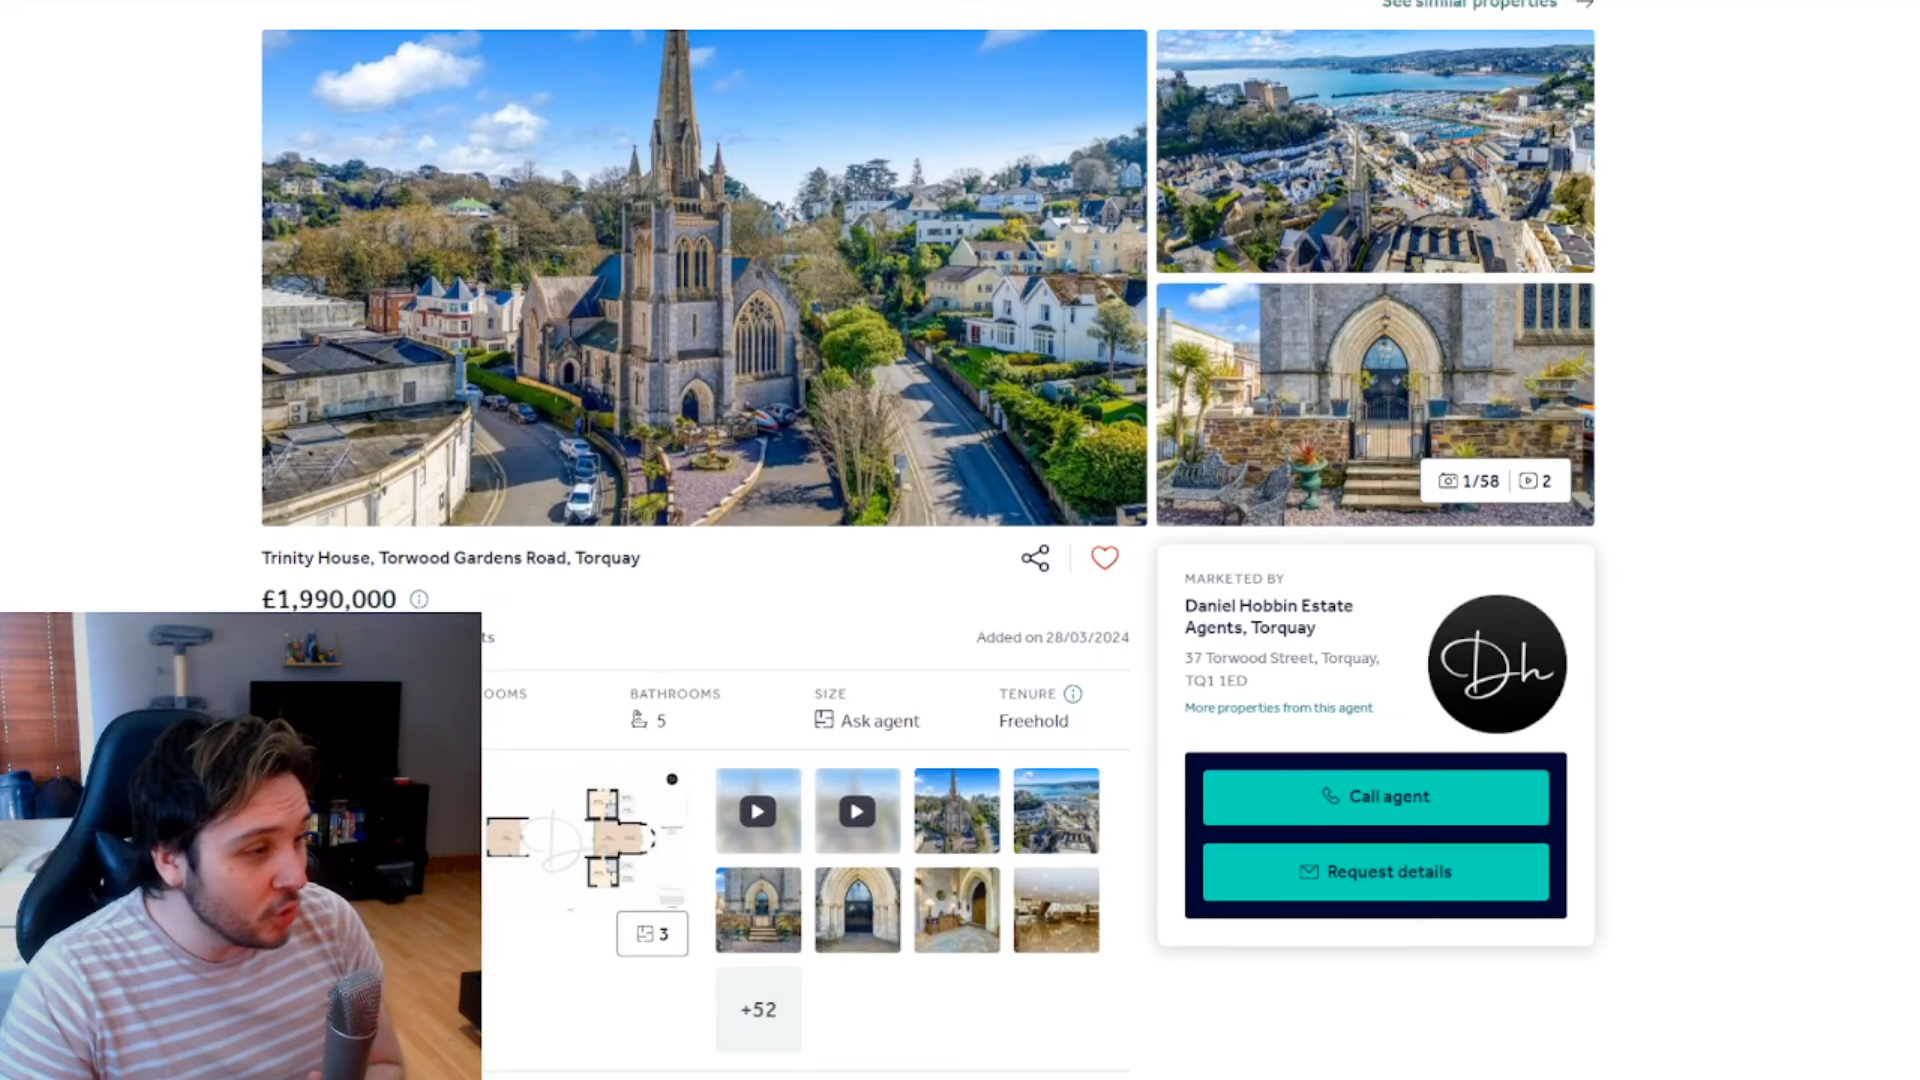 See similar properties
1/58
2
Trinity House, Torwood Gardens Road, Torquay
£1,990,000
ts
Added on 28/03/2024
OOMS
BATHROOMS
5
SIZE
Ask agent
TENURE
Freehold
3
+52
MARKETED BY
Daniel Hobbin Estate
Agents, Torquay
37 Torwood Street, Torquay,
TQ1 1ED
More properties from this agent
Dh
Call agent
Request details